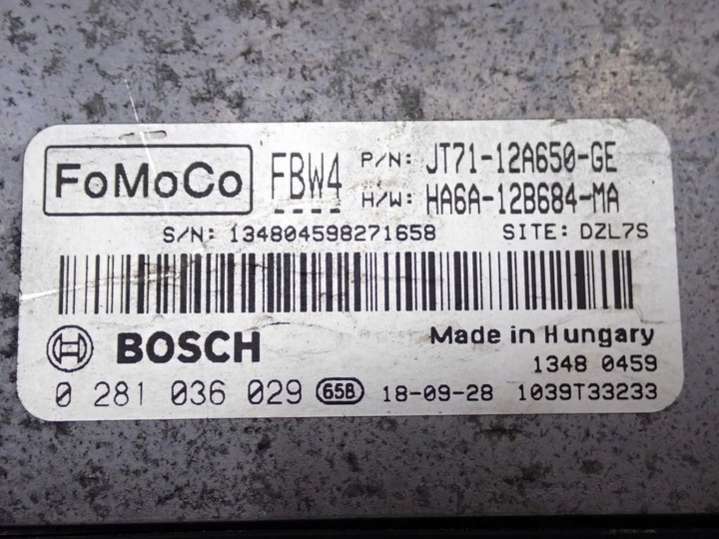 FoMoCo FBW4 P/N: JT71-12A650-GE
H/W: HA6A-12B684-MA
S/N: 134804598271658 SITE: DZL7S
BOSCH Made in Hungary
1348 0459
0 281 036 029 65B 18-09-28 1039T33233